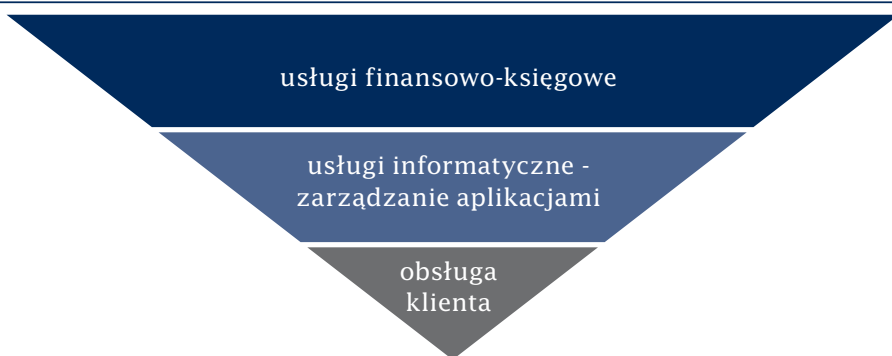 usługi finansowo-księgowe
usługi informatyczne -
zarządzanie aplikacjami
obsługa
klienta